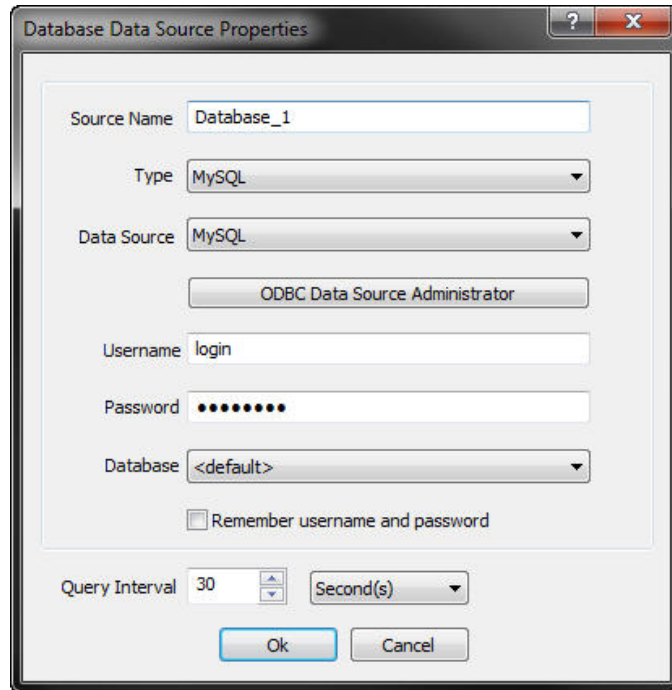 Database Data Source Properties
?
X
Source Name Database_1
Type MySQL
Data Source MySQL
ODBC Data Source Administrator
Username login
Password ●●●●●●●●
Database <default>
Remember username and password
Query Interval 30 Second(s)
Ok Cancel